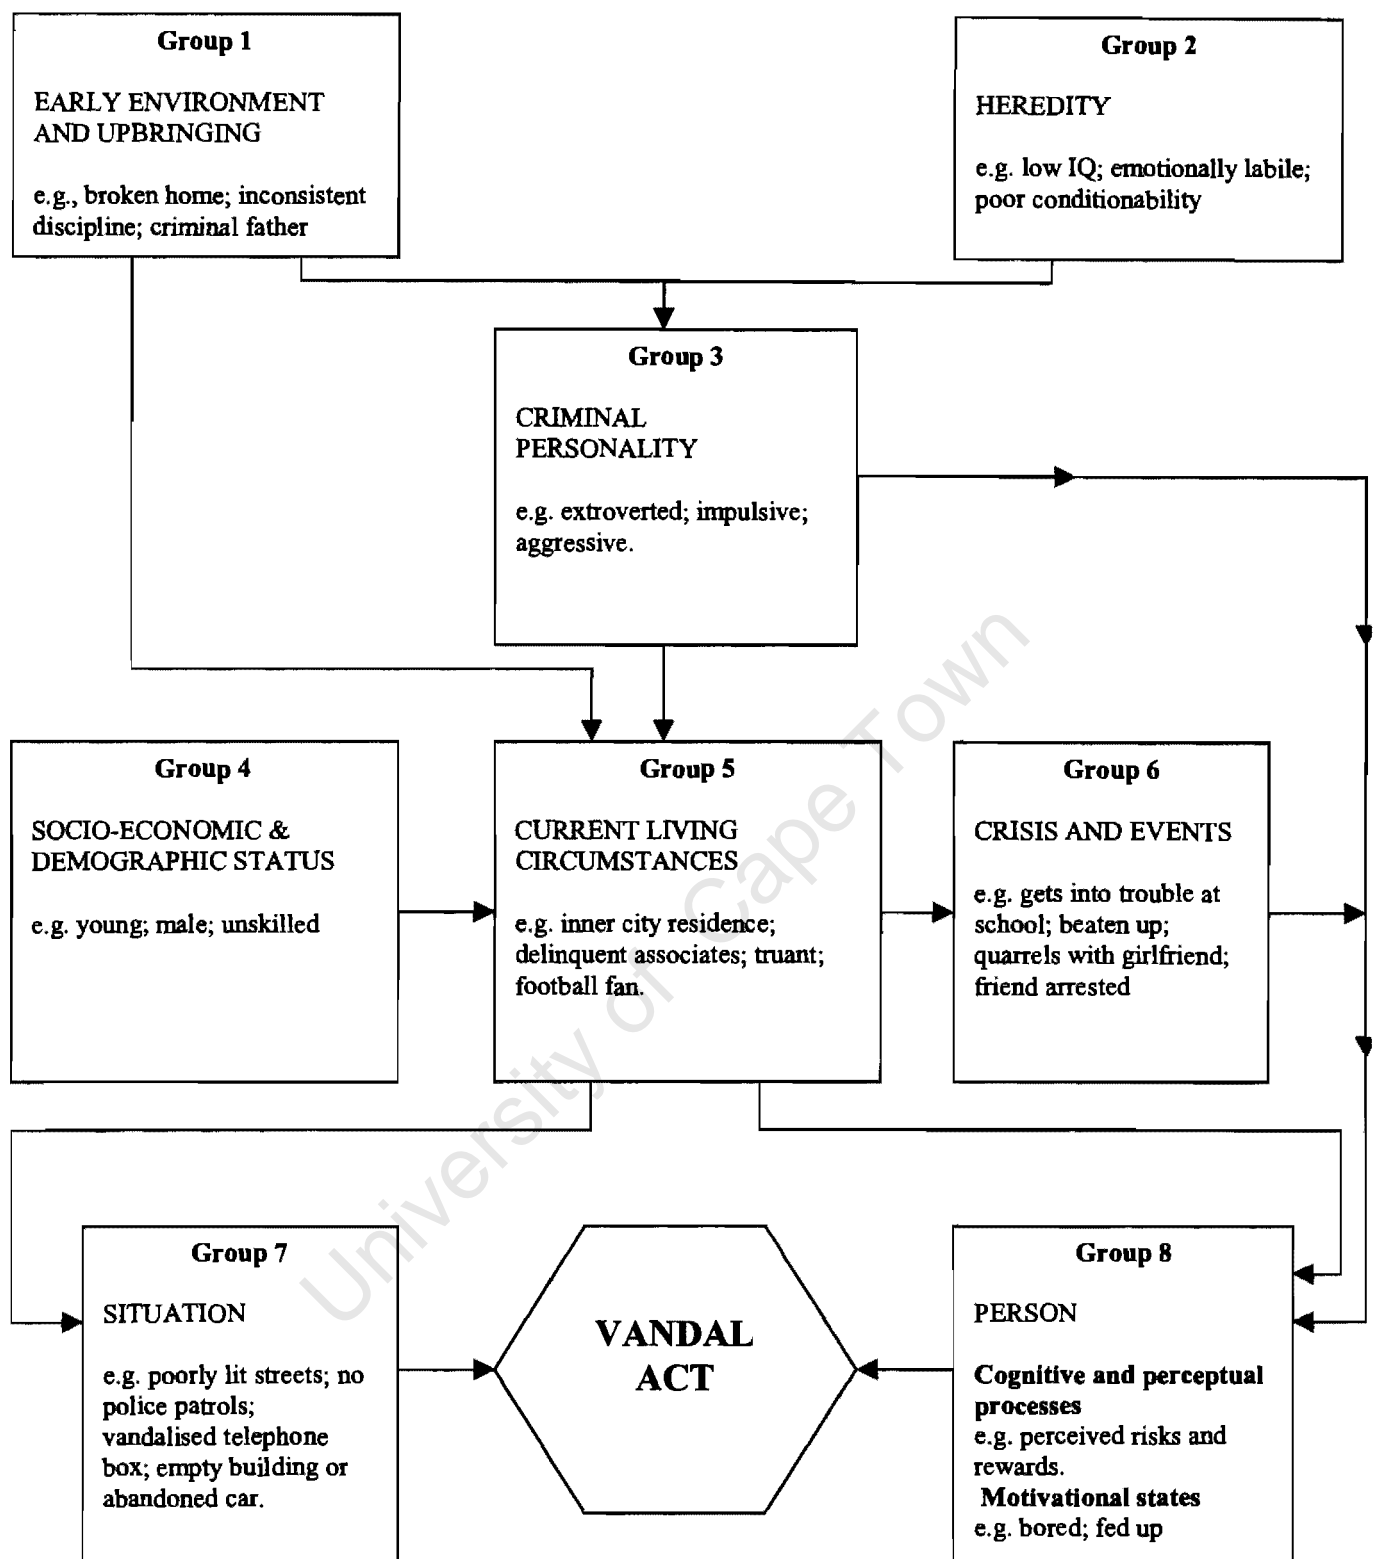 Group 1
EARLY ENVIRONMENT
AND UPBRINGING
e.g., broken home; inconsistent
discipline; criminal father
Group 2
HEREDITY
e.g. low IQ; emotionally labile;
poor conditionability
Group 3
CRIMINAL
PERSONALITY
e.g. extroverted; impulsive;
aggressive.
Group 4
SOCIO-ECONOMIC &
DEMOGRAPHIC STATUS
e.g. young; male; unskilled
Group 5
CURRENT LIVING
CIRCUMSTANCES
e.g. inner city residence;
delinquent associates; truant;
football fan.
Group 6
CRISIS AND EVENTS
e.g. gets into trouble at
school; beaten up;
quarrels with girlfriend;
friend arrested
Group 7
SITUATION
e.g. poorly lit streets; no
police patrols;
vandalised telephone
box; empty building or
abandoned car.
VANDAL
ACT
Group 8
PERSON
Cognitive and perceptual
processes
e.g. perceived risks and
rewards.
Motivational states
e.g. bored; fed up
University of Cape Town